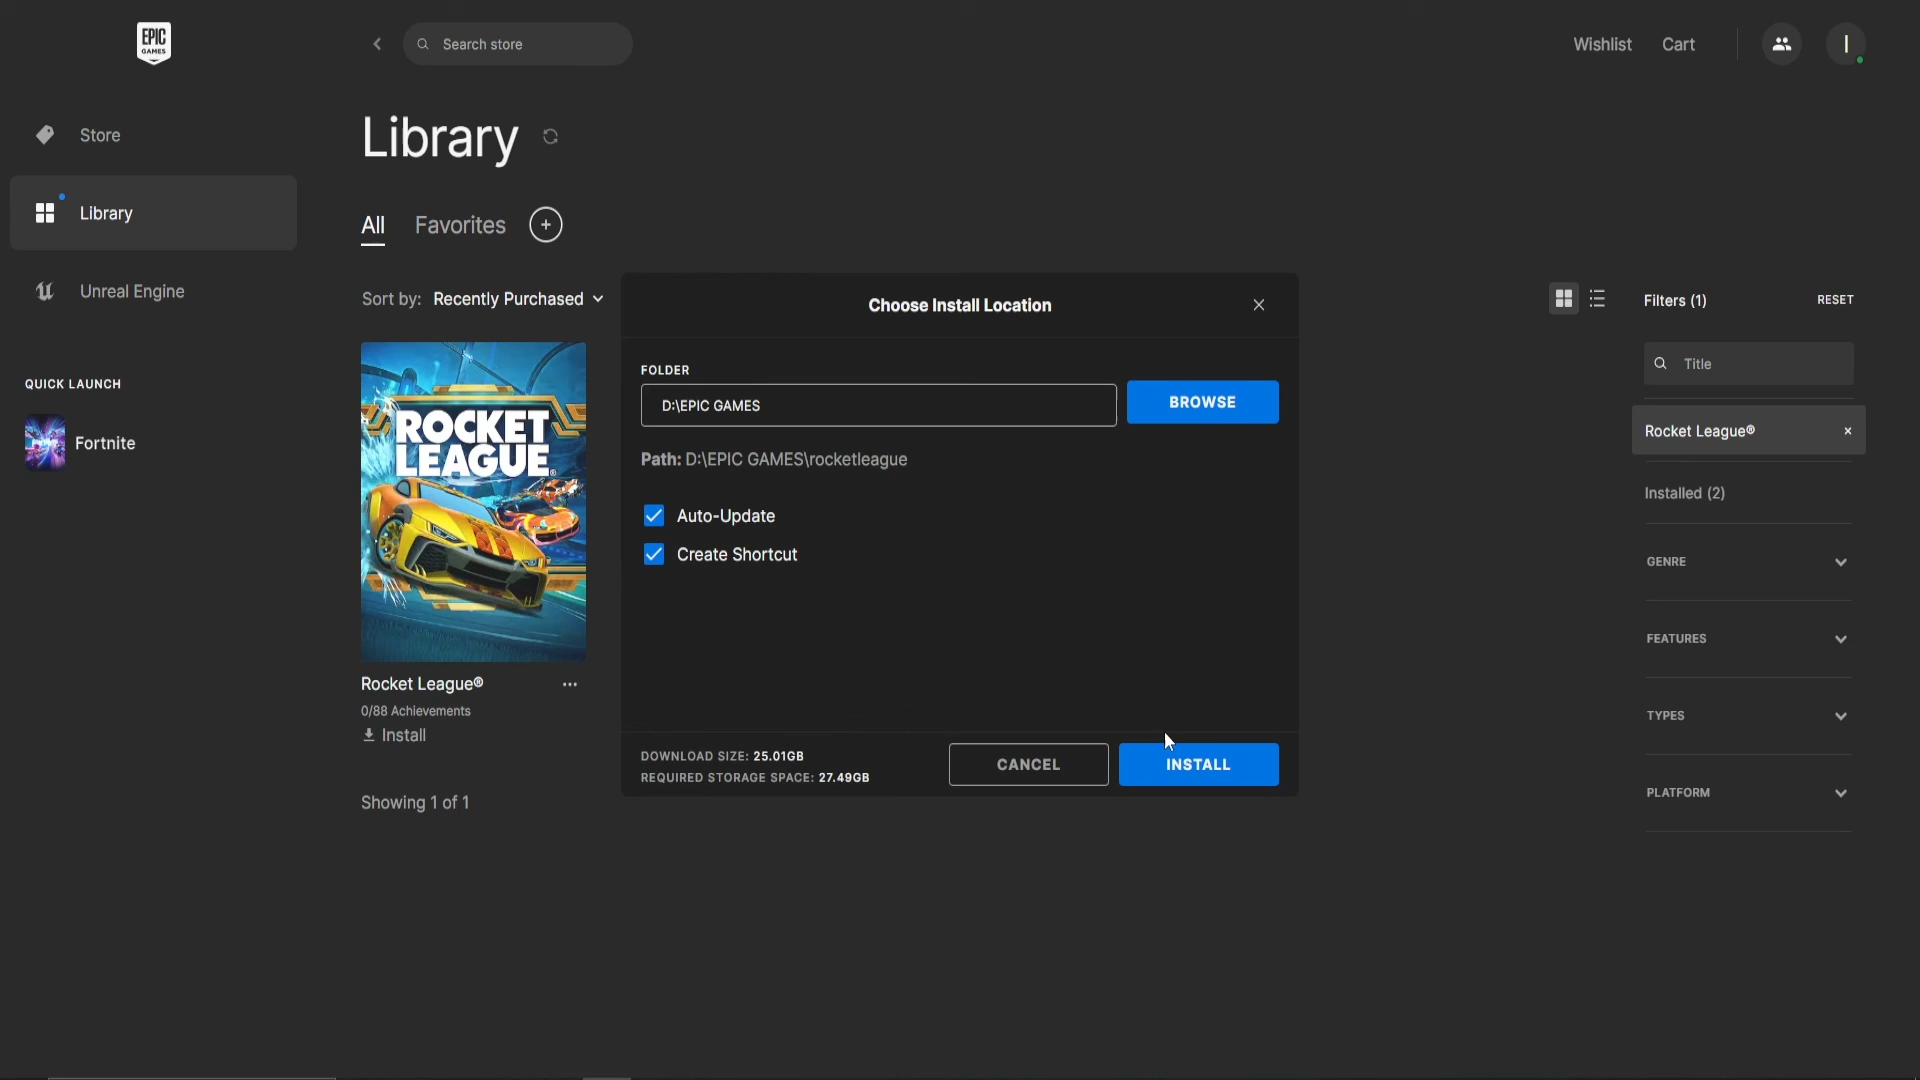 EPIC
GAMES
Search store
Wishlist
Cart
I
Store
Library
Unreal Engine
QUICK LAUNCH
Fortnite
Library
All
Favorites
+
Sort by: Recently Purchased
ROCKET
LEAGUE
Rocket League®
...
0/88 Achievements
Install
Showing 1 of 1
Choose Install Location
FOLDER
D:\EPIC GAMES
BROWSE
Path: D:\EPIC GAMES\rocketleague
Auto-Update
Create Shortcut
DOWNLOAD SIZE: 25.01GB
REQUIRED STORAGE SPACE: 27.49GB
CANCEL
INSTALL
Filters (1)
RESET
Title
Rocket League®
Installed (2)
GENRE
FEATURES
TYPES
PLATFORM